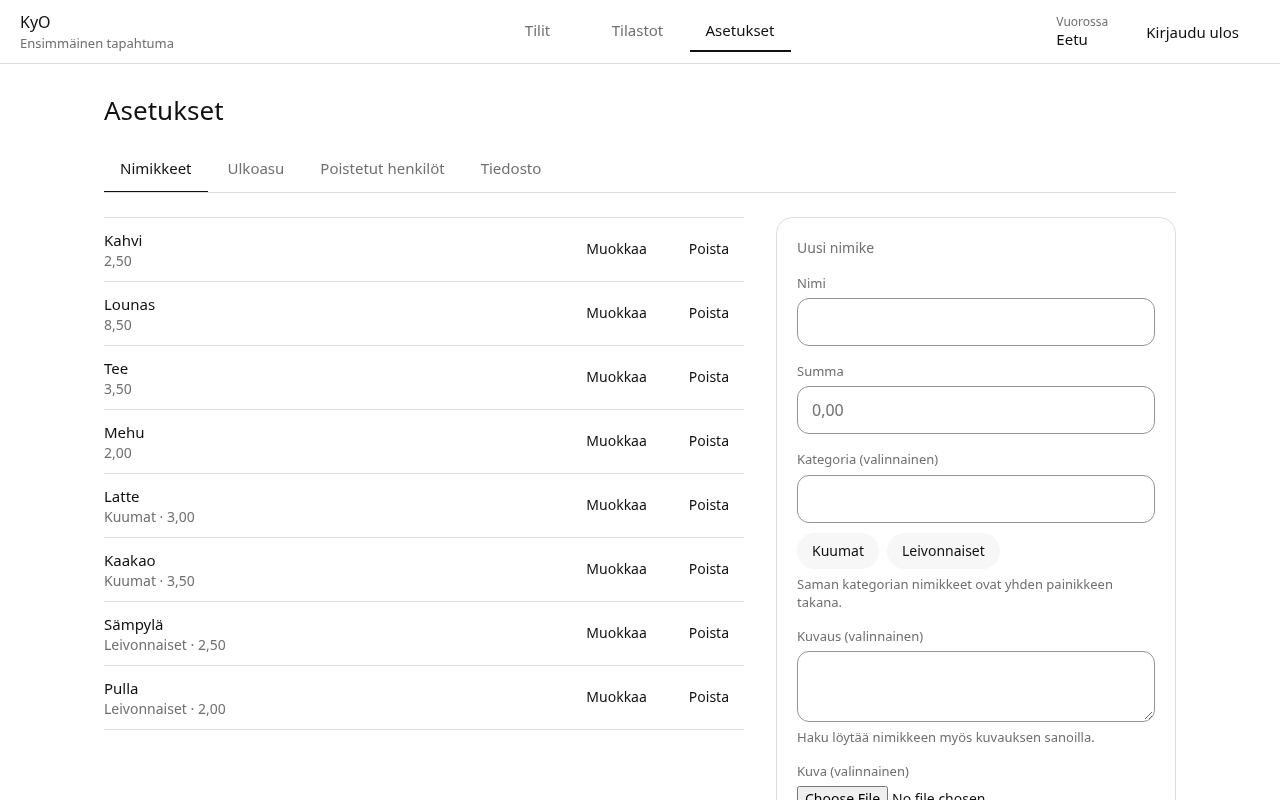 KyO
Ensimmäinen tapahtuma
Tilit
Tilastot
Asetukset
Vuorossa
Eetu
Kirjaudu ulos
Asetukset
Nimikkeet
Ulkoasu
Poistetut henkilöt
Tiedosto
Kahvi
2,50
Muokkaa
Poista
Lounas
8,50
Muokkaa
Poista
Tee
3,50
Muokkaa
Poista
Mehu
2,00
Muokkaa
Poista
Latte
Kuumat · 3,00
Muokkaa
Poista
Kaakao
Kuumat · 3,50
Muokkaa
Poista
Sämpylä
Leivonnaiset · 2,50
Muokkaa
Poista
Pulla
Leivonnaiset · 2,00
Muokkaa
Poista
Uusi nimike
Nimi
Summa
0,00
Kategoria (valinnainen)
Kuumat
Leivonnaiset
Saman kategorian nimikkeet ovat yhden painikkeen
takana.
Kuvaus (valinnainen)
Haku löytää nimikkeen myös kuvauksen sanoilla.
Kuva (valinnainen)
Choose File No file chosen